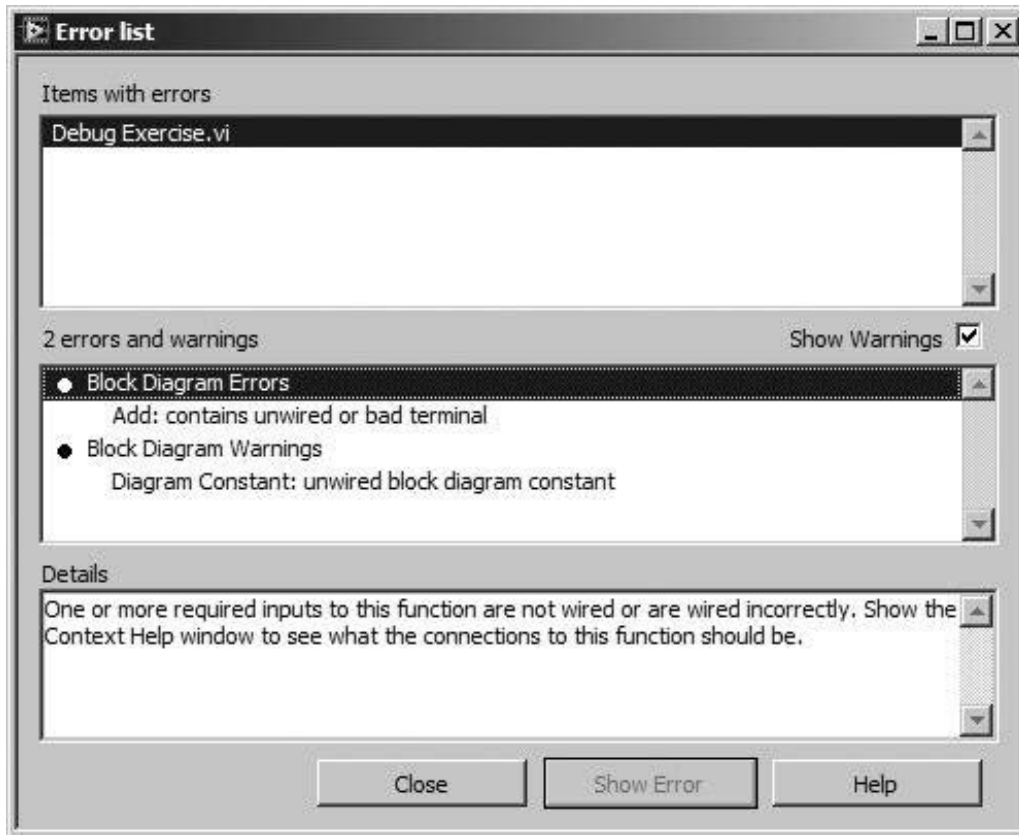 Error list
Items with errors
Debug Exercise.vi
2 errors and warnings
Show Warnings
Block Diagram Errors
Add: contains unwired or bad terminal
Block Diagram Warnings
Diagram Constant: unwired block diagram constant
Details
One or more required inputs to this function are not wired or are wired incorrectly. Show the
Context Help window to see what the connections to this function should be.
Close
Show Error
Help